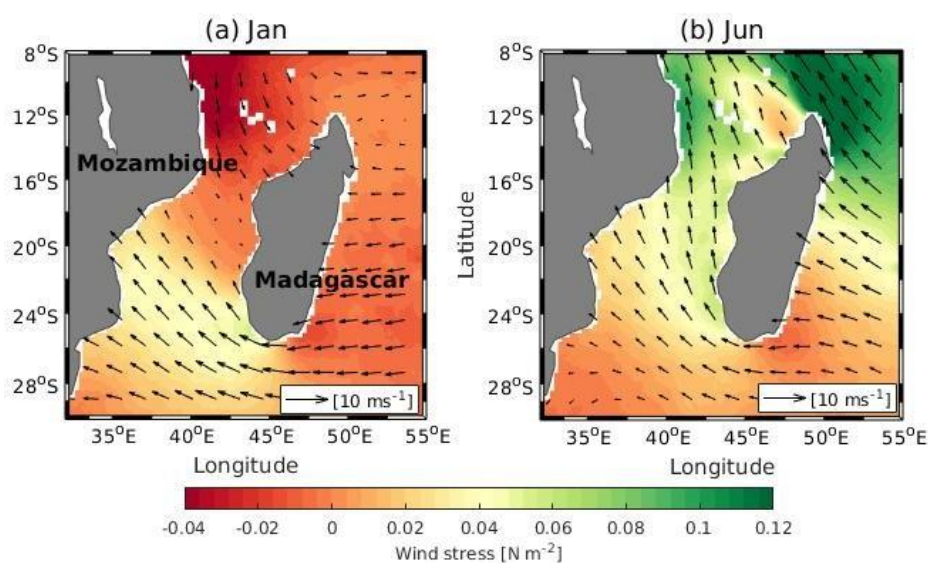 (a) Jan
(b) Jun
8°S
12°S
16°S
20°S
24°S
28°S
Mozambique
Madagascar
[10 ms⁻¹]
35°E 40°E 45°E 50°E 55°E
Longitude
Latitude
8°S
12°S
16°S
20°S
24°S
28°S
[10 ms⁻¹]
35°E 40°E 45°E 50°E 55°E
Longitude
-0.04 -0.02 0 0.02 0.04 0.06 0.08 0.1 0.12
Wind stress [N m⁻²]